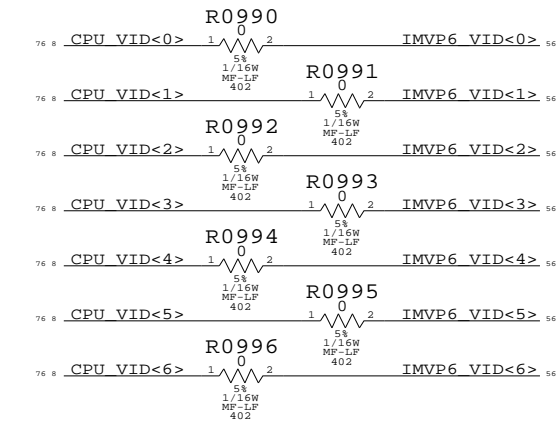 R0990
0
76 8 CPU_VID<0> 1 2 IMVP6_VID<0> 56
5%
1/16W
MF-LF
402
R0991
0
76 8 CPU_VID<1> 1 2 IMVP6_VID<1> 56
5%
1/16W
MF-LF
402
R0992
0
76 8 CPU_VID<2> 1 2 IMVP6_VID<2> 56
5%
1/16W
MF-LF
402
R0993
0
76 8 CPU_VID<3> 1 2 IMVP6_VID<3> 56
5%
1/16W
MF-LF
402
R0994
0
76 8 CPU_VID<4> 1 2 IMVP6_VID<4> 56
5%
1/16W
MF-LF
402
R0995
0
76 8 CPU_VID<5> 1 2 IMVP6_VID<5> 56
5%
1/16W
MF-LF
402
R0996
0
76 8 CPU_VID<6> 1 2 IMVP6_VID<6> 56
5%
1/16W
MF-LF
402